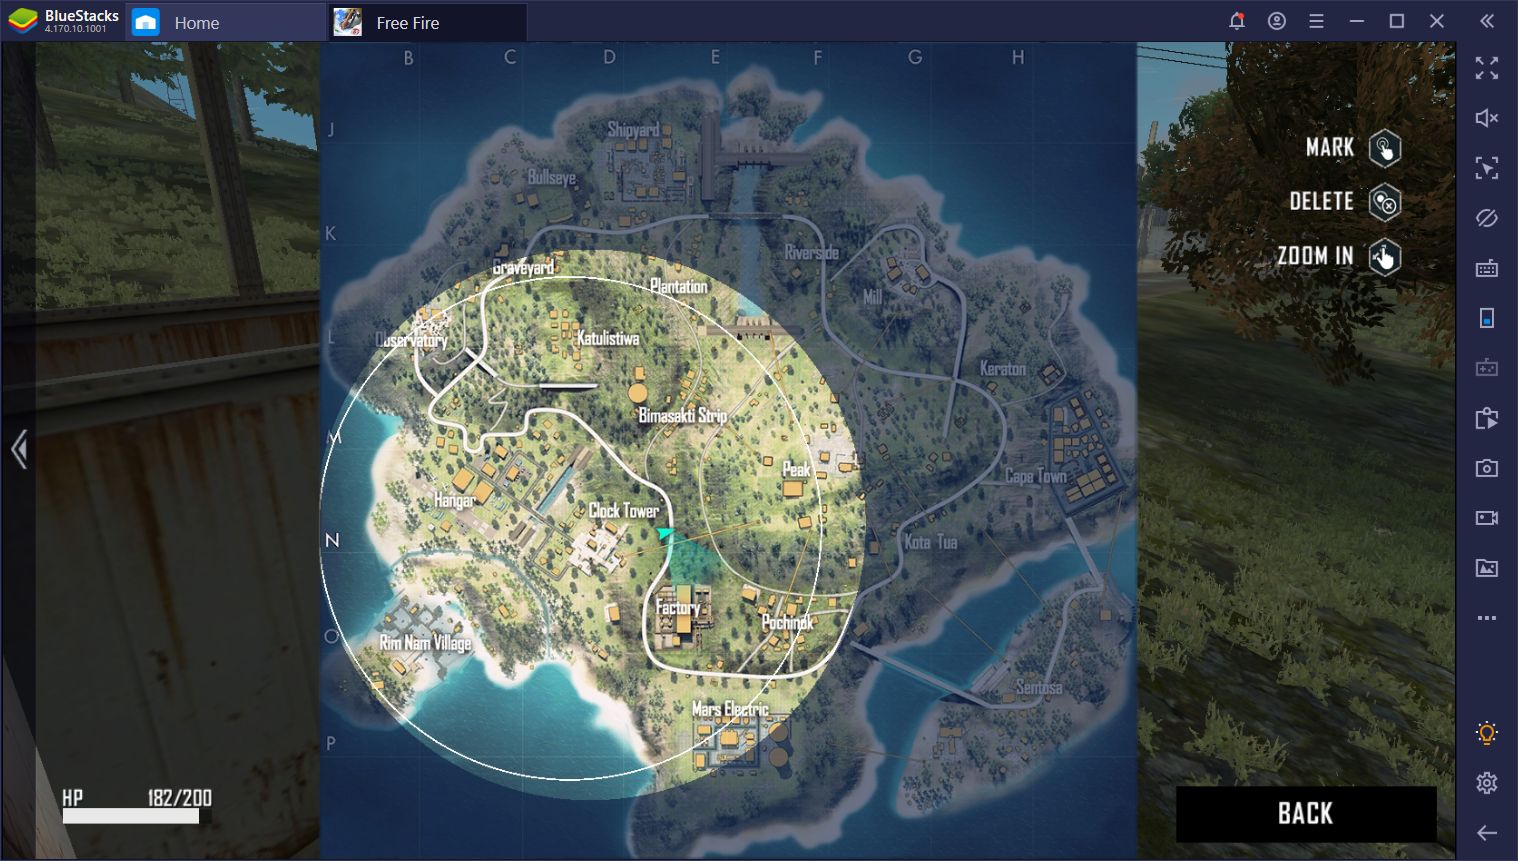 BlueStacks
4.170.10.1001
Home
Free Fire
B C D E F G H
J
K
L
M
N
O
P
Shipyard
Bullseye
Graveyard
Plantation
Riverside
Mill
Observatory
Katulistiwa
Keraton
Bimasakti Strip
Peak
Cape Town
Hangar
Clock Tower
Kota Tua
Factory
Pochinok
Rim Nam Village
Sentosa
Mars Electric
MARK
DELETE
ZOOM IN
HP 182/200
BACK